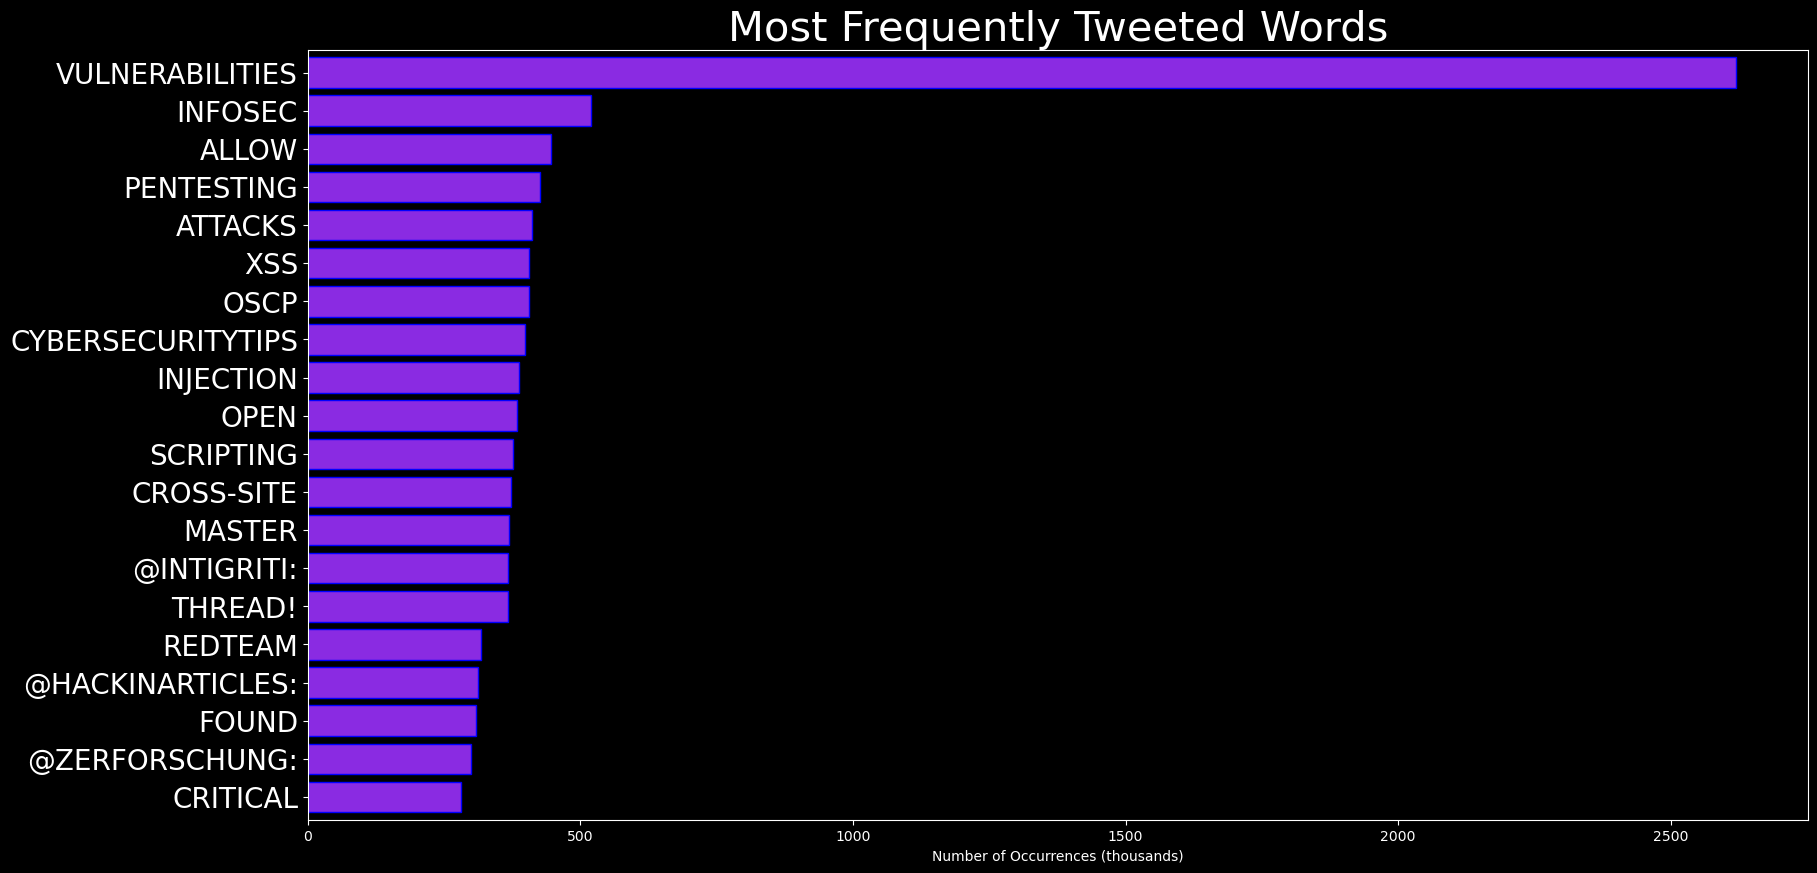 Most Frequently Tweeted Words
VULNERABILITIES
INFOSEC
ALLOW
PENTESTING
ATTACKS
XSS
OSCP
CYBERSECURITYTIPS
INJECTION
OPEN
SCRIPTING
CROSS-SITE
MASTER
@INTIGRITI:
THREAD!
REDTEAM
@HACKINARTICLES:
FOUND
@ZERFORSCHUNG:
CRITICAL
0 500 1000 1500 2000 2500
Number of Occurrences (thousands)